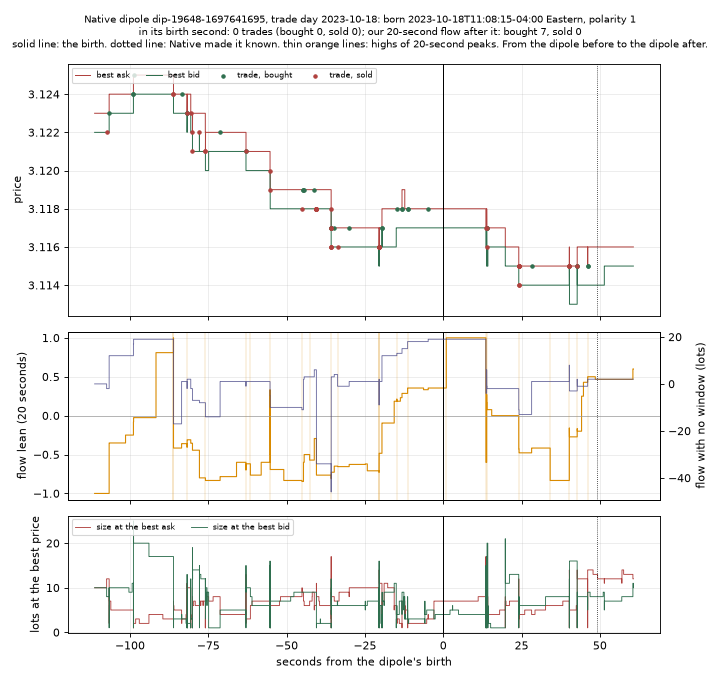 Native dipole dip-19648-1697641695, trade day 2023-10-18: born 2023-10-18T11:08:15-04:00 Eastern, polarity 1
in its birth second: 0 trades (bought 0, sold 0); our 20-second flow after it: bought 7, sold 0
solid line: the birth. dotted line: Native made it known. thin orange lines: highs of 20-second peaks. From the dipole before to the dipole after.
best ask
best bid
trade, bought
trade, sold
3.124
3.122
3.120
3.118
3.116
3.114
price
1.0
0.5
0.0
−0.5
−1.0
flow lean (20 seconds)
20
0
−20
−40
flow with no window (lots)
size at the best ask
size at the best bid
20
10
0
lots at the best price
−100
−75
−50
−25
0
25
50
seconds from the dipole's birth